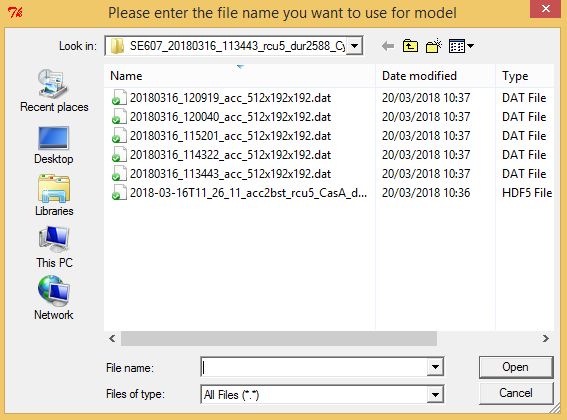 Please enter the file name you want to use for model
Look in: SE607_20180316_113443_rcu5_dur2588_Cy
Name Date modified Type
20180316_120919_acc_512x192x192.dat 20/03/2018 10:37 DAT File
20180316_120040_acc_512x192x192.dat 20/03/2018 10:37 DAT File
20180316_115201_acc_512x192x192.dat 20/03/2018 10:37 DAT File
20180316_114322_acc_512x192x192.dat 20/03/2018 10:37 DAT File
20180316_113443_acc_512x192x192.dat 20/03/2018 10:37 DAT File
2018-03-16T11_26_11_acc2bst_rcu5_CasA_d... 20/03/2018 10:36 HDF5 File
Recent places
Desktop
Libraries
This PC
Network
File name: Open
Files of type: All Files (*.*) Cancel